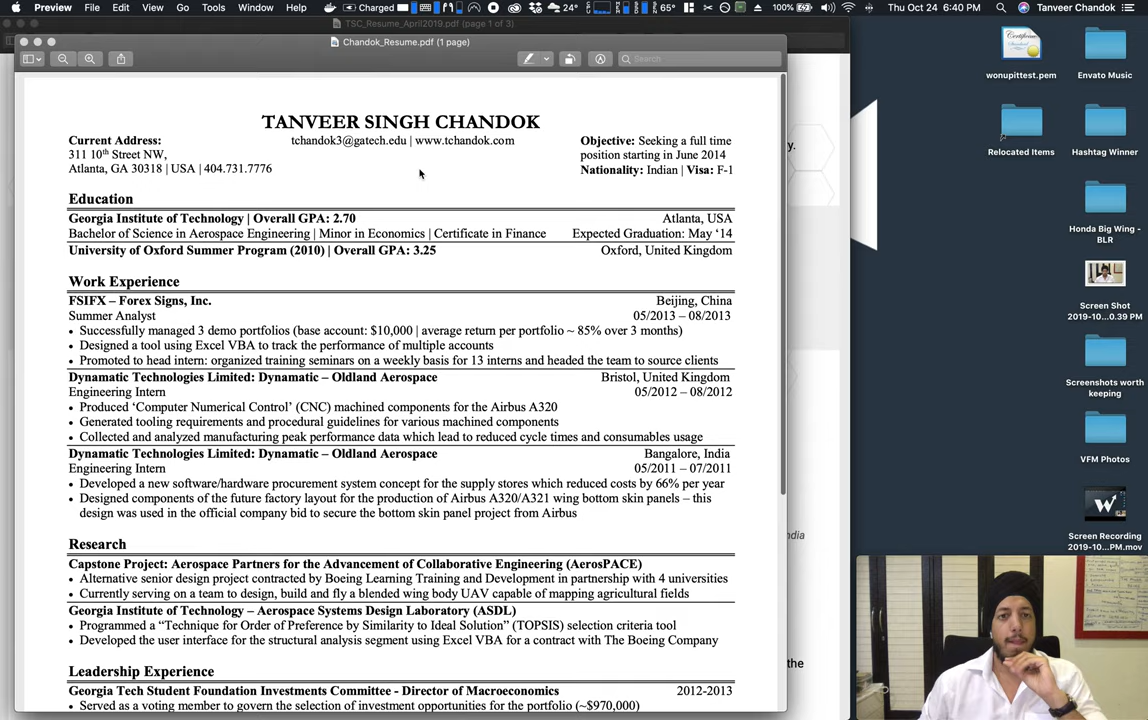 Preview File Edit View Go Tools Window Help Charged 24° 65° 100% Thu Oct 24 6:40 PM Tanveer Chandok
TSC_Resume_April2019.pdf (page 1 of 3)
Chandok_Resume.pdf (1 page)
Search
TANVEER SINGH CHANDOK
Current Address:
tchandok3@gatech.edu | www.tchandok.com
Objective: Seeking a full time
311 10th Street NW,
position starting in June 2014
Atlanta, GA 30318 | USA | 404.731.7776
Nationality: Indian | Visa: F-1
Education
Georgia Institute of Technology | Overall GPA: 2.70 Atlanta, USA
Bachelor of Science in Aerospace Engineering | Minor in Economics | Certificate in Finance Expected Graduation: May ‘14
University of Oxford Summer Program (2010) | Overall GPA: 3.25 Oxford, United Kingdom
Work Experience
FSIFX – Forex Signs, Inc. Beijing, China
Summer Analyst 05/2013 – 08/2013
• Successfully managed 3 demo portfolios (base account: $10,000 | average return per portfolio ~ 85% over 3 months)
• Designed a tool using Excel VBA to track the performance of multiple accounts
• Promoted to head intern: organized training seminars on a weekly basis for 13 interns and headed the team to source clients
Dynamatic Technologies Limited: Dynamatic – Oldland Aerospace Bristol, United Kingdom
Engineering Intern 05/2012 – 08/2012
• Produced ‘Computer Numerical Control’ (CNC) machined components for the Airbus A320
• Generated tooling requirements and procedural guidelines for various machined components
• Collected and analyzed manufacturing peak performance data which lead to reduced cycle times and consumables usage
Dynamatic Technologies Limited: Dynamatic – Oldland Aerospace Bangalore, India
Engineering Intern 05/2011 – 07/2011
• Developed a new software/hardware procurement system concept for the supply stores which reduced costs by 66% per year
• Designed components of the future factory layout for the production of Airbus A320/A321 wing bottom skin panels – this
design was used in the official company bid to secure the bottom skin panel project from Airbus
Research
Capstone Project: Aerospace Partners for the Advancement of Collaborative Engineering (AerosPACE)
• Alternative senior design project contracted by Boeing Learning Training and Development in partnership with 4 universities
• Currently serving on a team to design, build and fly a blended wing body UAV capable of mapping agricultural fields
Georgia Institute of Technology – Aerospace Systems Design Laboratory (ASDL)
• Programmed a “Technique for Order of Preference by Similarity to Ideal Solution” (TOPSIS) selection criteria tool
• Developed the user interface for the structural analysis segment using Excel VBA for a contract with The Boeing Company
Leadership Experience
Georgia Tech Student Foundation Investments Committee - Director of Macroeconomics 2012-2013
• Served as a voting member to govern the selection of investment opportunities for the portfolio (~$970,000)
y.
ndia
the
Certificate
Standard
wonupittest.pem
Envato Music
Relocated Items
Hashtag Winner
Honda Big Wing -
BLR
Screen Shot
2019-10...0.39 PM
Screenshots worth
keeping
VFM Photos
Screen Recording
2019-10...PM.mov